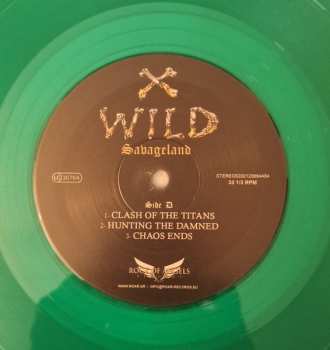 X
WILD
Savageland
STEREO
33 1/3 RPM
Side D
1- CLASH OF THE TITANS
2- HUNTING THE DAMNED
3- CHAOS ENDS